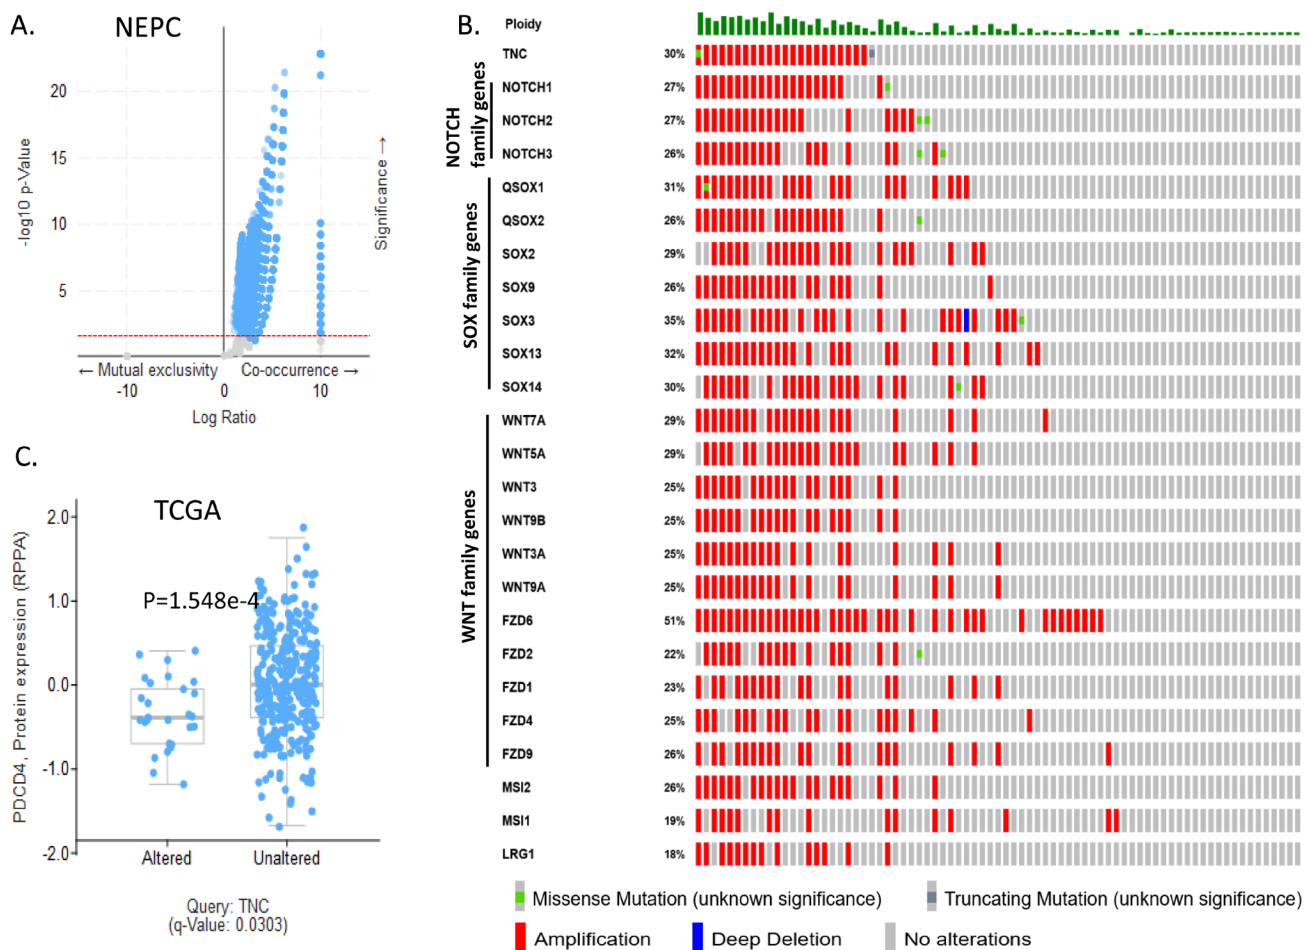 A.
NEPC
-log10 p-Value
20
15
10
5
Significance →
← Mutual exclusivity
Co-occurrence →
-10
0
10
Log Ratio
B.
Ploidy
TNC 30%
NOTCH family genes
NOTCH1 27%
NOTCH2 27%
NOTCH3 26%
SOX family genes
QSOX1 31%
QSOX2 26%
SOX2 29%
SOX9 26%
SOX3 35%
SOX13 32%
SOX14 30%
WNT family genes
WNT7A 29%
WNT5A 29%
WNT3 25%
WNT9B 25%
WNT3A 25%
WNT9A 25%
FZD6 51%
FZD2 22%
FZD1 23%
FZD4 25%
FZD9 26%
MSI2 26%
MSI1 19%
LRG1 18%
Missense Mutation (unknown significance)
Truncating Mutation (unknown significance)
Amplification
Deep Deletion
No alterations
C.
TCGA
PDCD4, Protein expression (RPPA)
2.0
1.0
0.0
-1.0
-2.0
P=1.548e-4
Altered
Unaltered
Query: TNC
(q-Value: 0.0303)